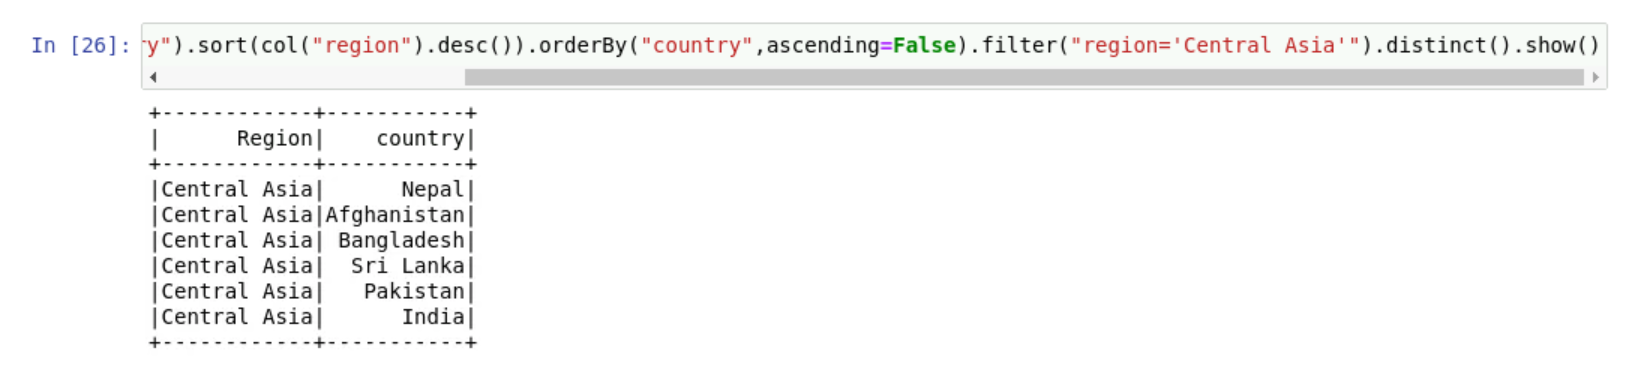 In [26]: ry").sort(col("region").desc()).orderBy("country",ascending=False).filter("region='Central Asia'").distinct().show()
+------------+-----------+
|      Region|    country|
+------------+-----------+
|Central Asia|      Nepal|
|Central Asia|Afghanistan|
|Central Asia| Bangladesh|
|Central Asia|  Sri Lanka|
|Central Asia|   Pakistan|
|Central Asia|      India|
+------------+-----------+